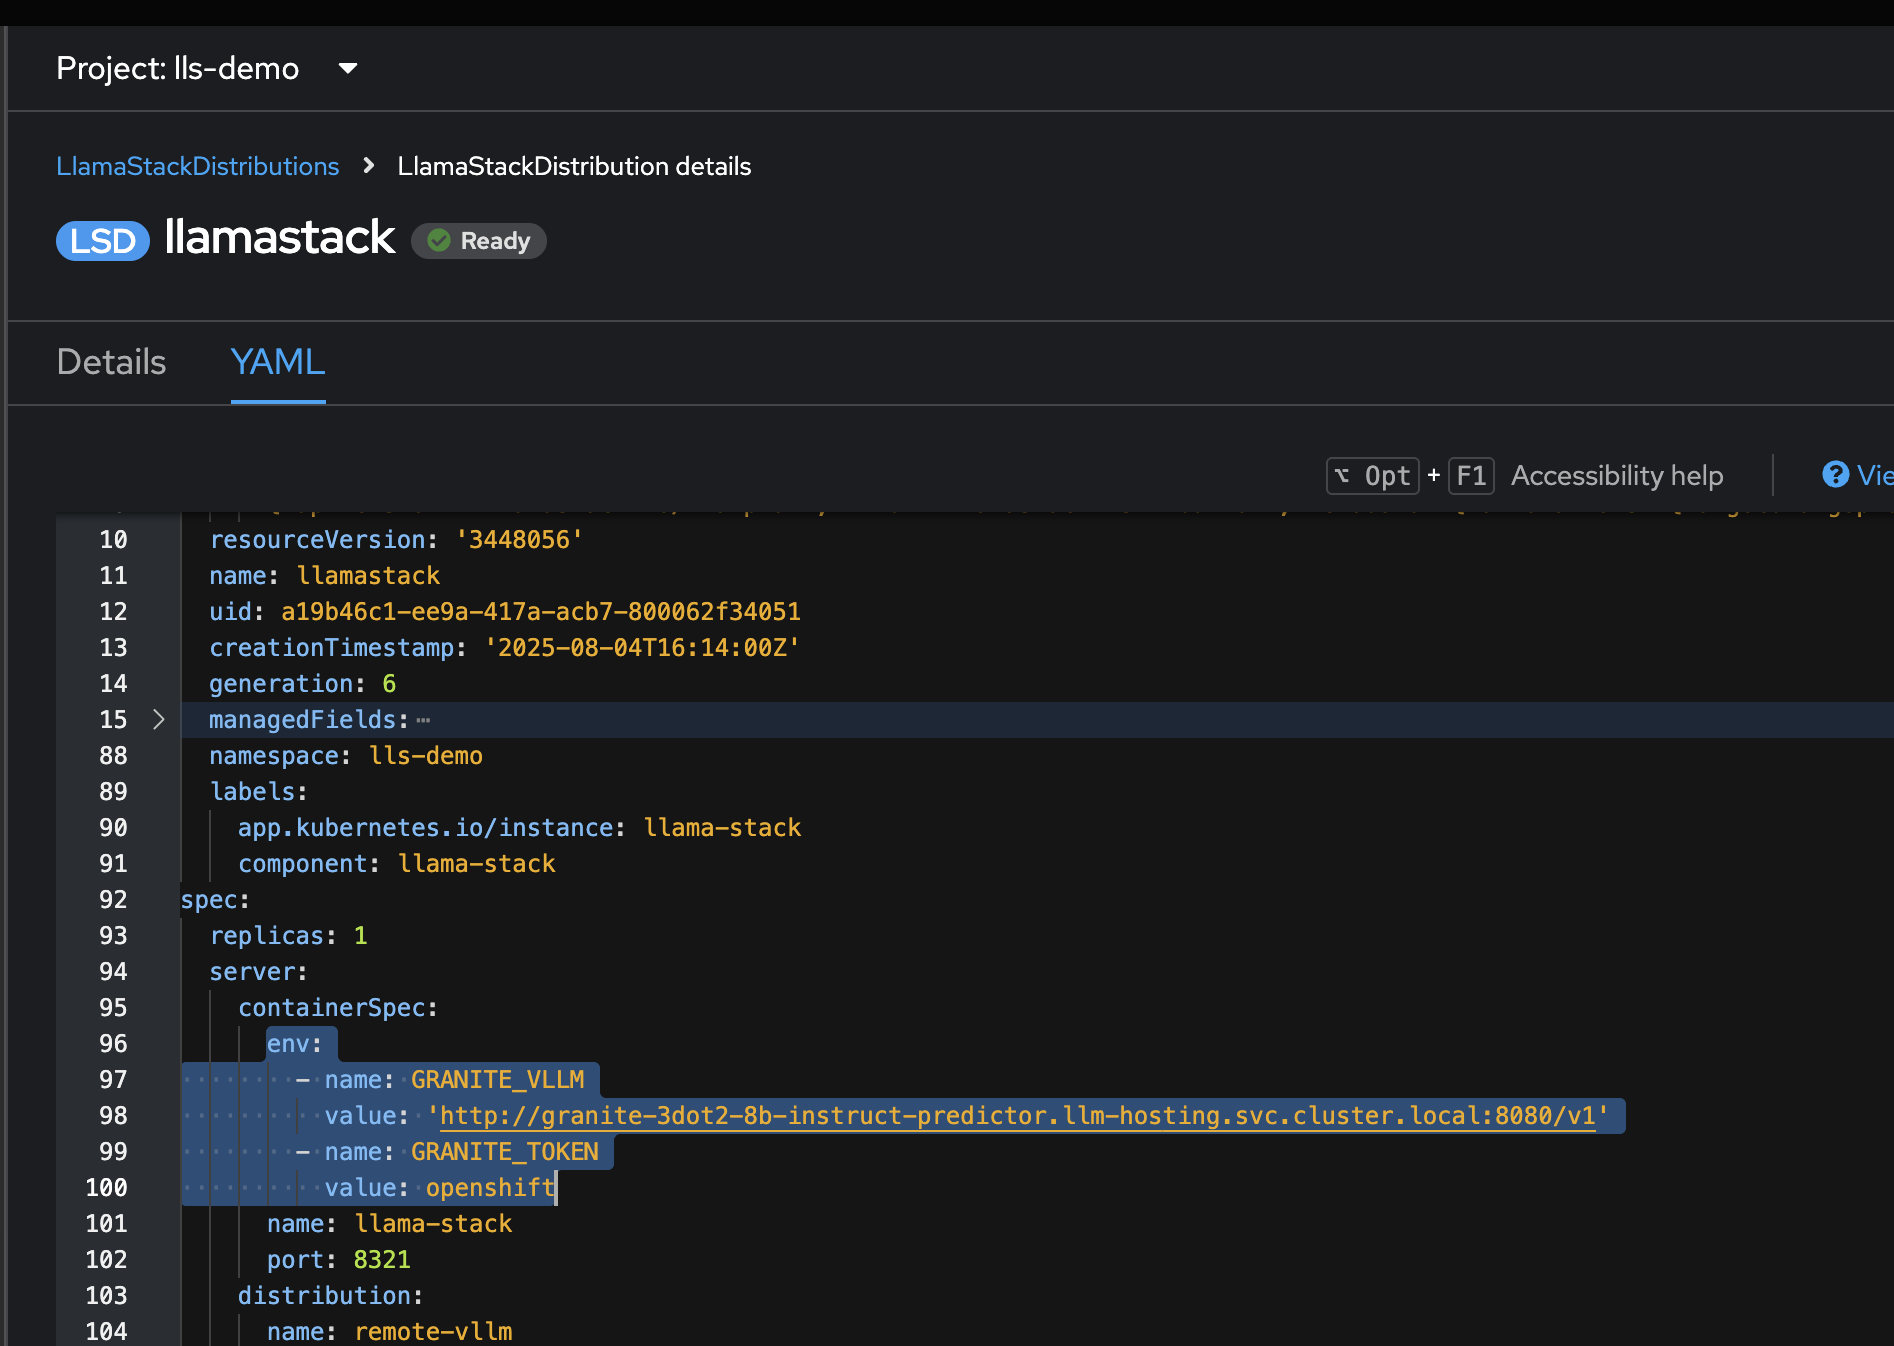 Project: lls-demo
LlamaStackDistributions > LlamaStackDistribution details
LSD llamastack Ready
Details YAML
⌥ Opt + F1 Accessibility help Vie
10 resourceVersion: '3448056'
11 name: llamastack
12 uid: a19b46c1-ee9a-417a-acb7-800062f34051
13 creationTimestamp: '2025-08-04T16:14:00Z'
14 generation: 6
15 managedFields:…
88 namespace: lls-demo
89 labels:
90 app.kubernetes.io/instance: llama-stack
91 component: llama-stack
92 spec:
93 replicas: 1
94 server:
95 containerSpec:
96 env:
97 - name: GRANITE_VLLM
98 value: 'http://granite-3dot2-8b-instruct-predictor.llm-hosting.svc.cluster.local:8080/v1'
99 - name: GRANITE_TOKEN
100 value: openshift
101 name: llama-stack
102 port: 8321
103 distribution:
104 name: remote-vllm